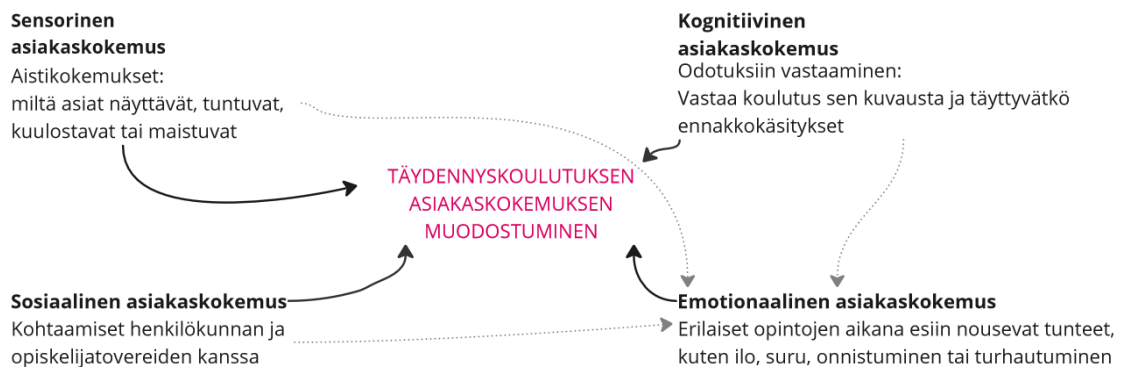 Sensorinen
asiakaskokemus
Aistikokemukset:
miltä asiat näyttävät, tuntuvat,
kuulostavat tai maistuvat
Kognitiivinen
asiakaskokemus
Odotuksiin vastaaminen:
Vastaa koulutus sen kuvausta ja täyttyvätkö
ennakkokäsitykset
TÄYDENNYSKOULUTUKSEN
ASIAKASKOKEMUKSEN
MUODOSTUMINEN
Sosiaalinen asiakaskokemus
Kohtaamiset henkilökunnan ja
opiskelijatovereiden kanssa
Emotionaalinen asiakaskokemus
Erilaiset opintojen aikana esiin nousevat tunteet,
kuten ilo, suru, onnistuminen tai turhautuminen